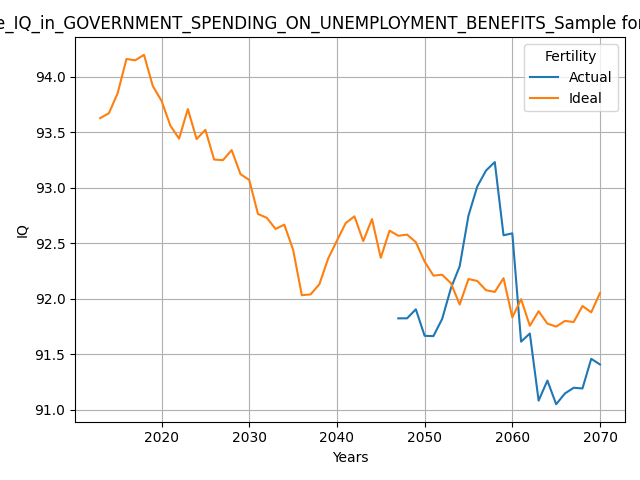 e_IQ_in_GOVERNMENT_SPENDING_ON_UNEMPLOYMENT_BENEFITS_Sample for
Fertility
Actual
Ideal
94.0
93.5
93.0
92.5
92.0
91.5
91.0
IQ
2020 2030 2040 2050 2060 2070
Years